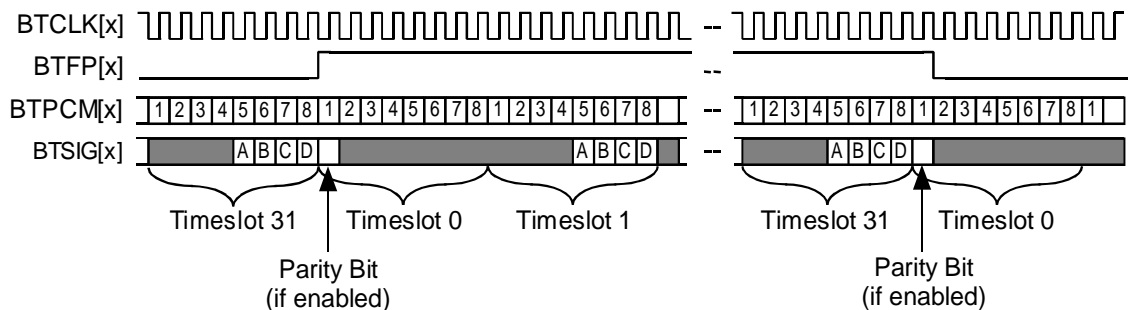 BTCLK[x] --
BTFP[x] --
BTPCM[x] 1 2 3 4 5 6 7 8 1 2 3 4 5 6 7 8 1 2 3 4 5 6 7 8 -- 1 2 3 4 5 6 7 8 1 2 3 4 5 6 7 8 1
BTSIG[x] A B C D A B C D -- A B C D
Timeslot 31 Timeslot 0 Timeslot 1 Timeslot 31 Timeslot 0
Parity Bit Parity Bit
(if enabled) (if enabled)